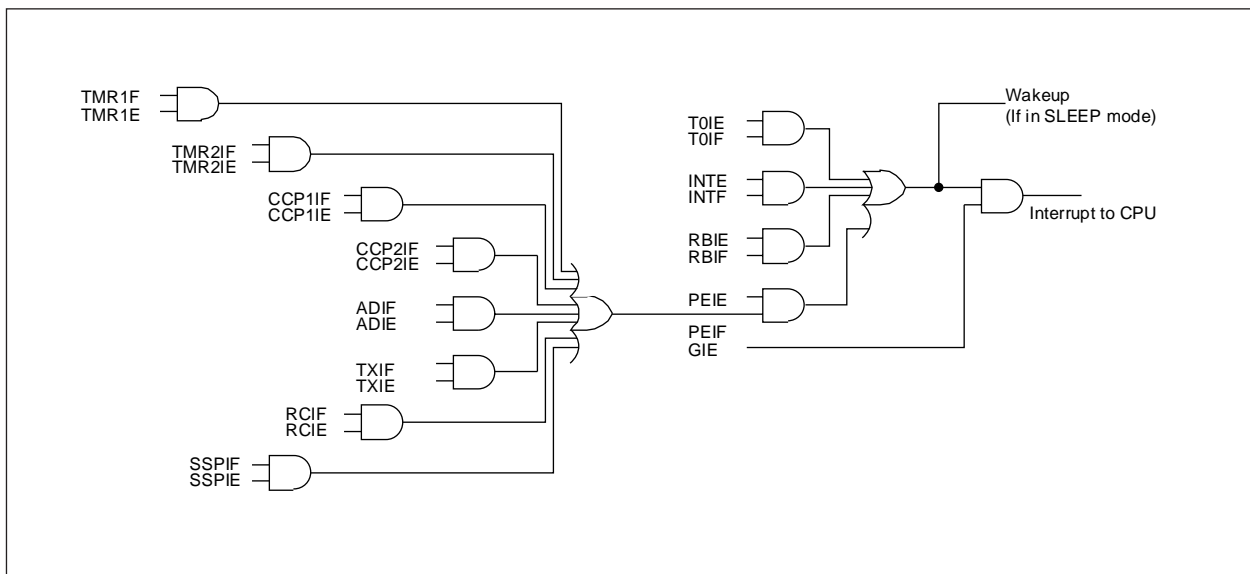 TMR1F
TMR1E
TMR2IF
TMR2IE
CCP1IF
CCP1IE
CCP2IF
CCP2IE
ADIF
ADIE
TXIF
TXIE
RCIF
RCIE
SSPIF
SSPIE
T0IE
T0IF
INTE
INTF
RBIE
RBIF
PEIE
PEIF
GIE
Wakeup
(If in SLEEP mode)
Interrupt to CPU